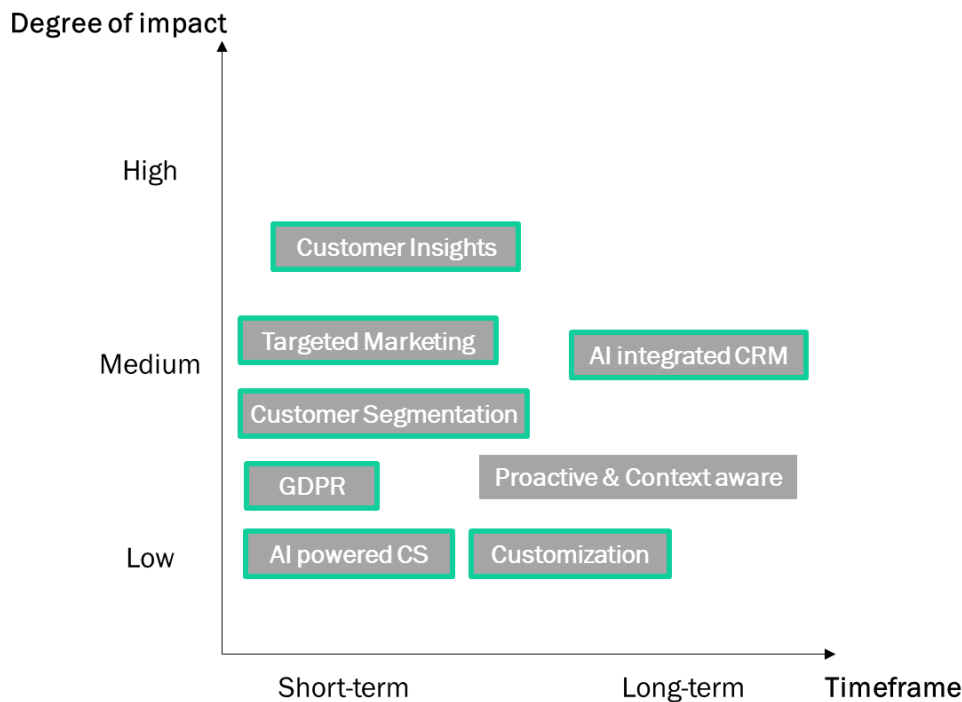 Degree of impact
High
Customer Insights
Targeted Marketing
Medium
AI integrated CRM
Customer Segmentation
Proactive & Context aware
GDPR
Low
AI powered CS
Customization
Short-term
Long-term
Timeframe